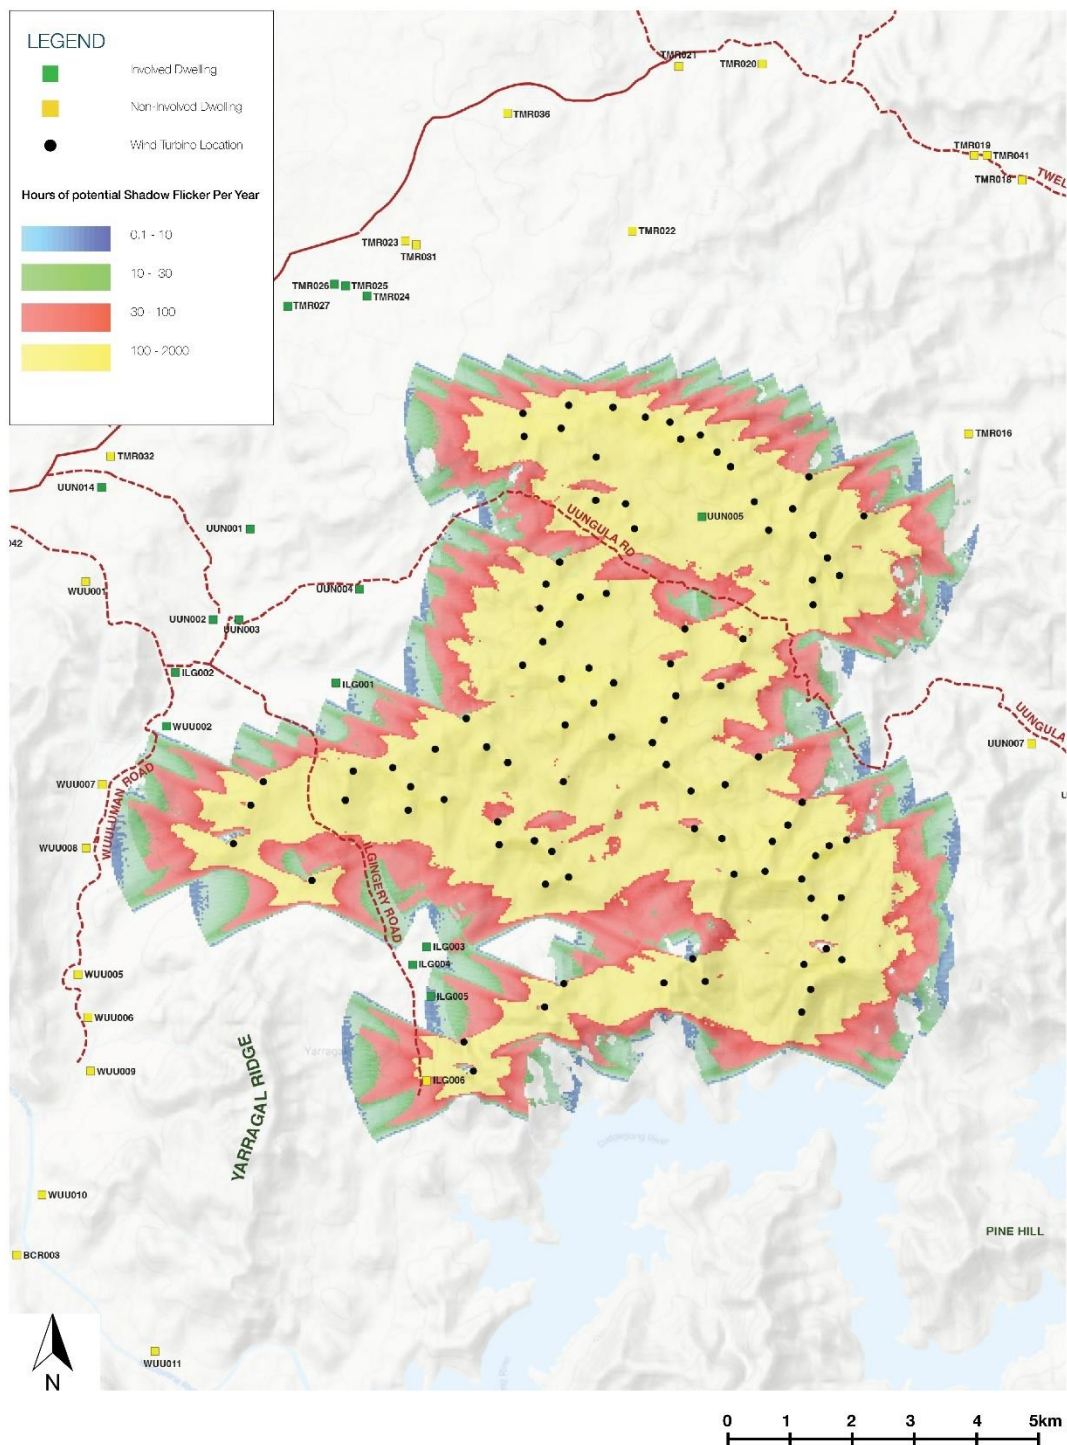 LEGEND
Involved Dwelling
Non-Involved Dwelling
Wind Turbine Location
Hours of potential Shadow Flicker Per Year
0.1 - 10
10 - 30
30 - 100
100 - 2000
TMR021
TMR020
TMR036
TMR019
TMR041
TMR018
TWEL
TMR022
TMR023
TMR031
TMR026
TMR025
TMR024
TMR027
TMR016
TMR032
UUN014
UUN001
UUN005
UUNGULA RD
042
WUU001
UUN004
UUN002
UUN003
ILG002
ILG001
WUU002
UUNGULA
UUN007
WUU007
WUULUMAN ROAD
U
WUU008
ILGINGERY ROAD
ILG003
ILG004
WUU005
ILG005
WUU006
Yarragal
WUU009
ILG006
YARRAGAL RIDGE
Cudgegong River
WUU010
PINE HILL
BCR003
WUU011
N
0 1 2 3 4 5km